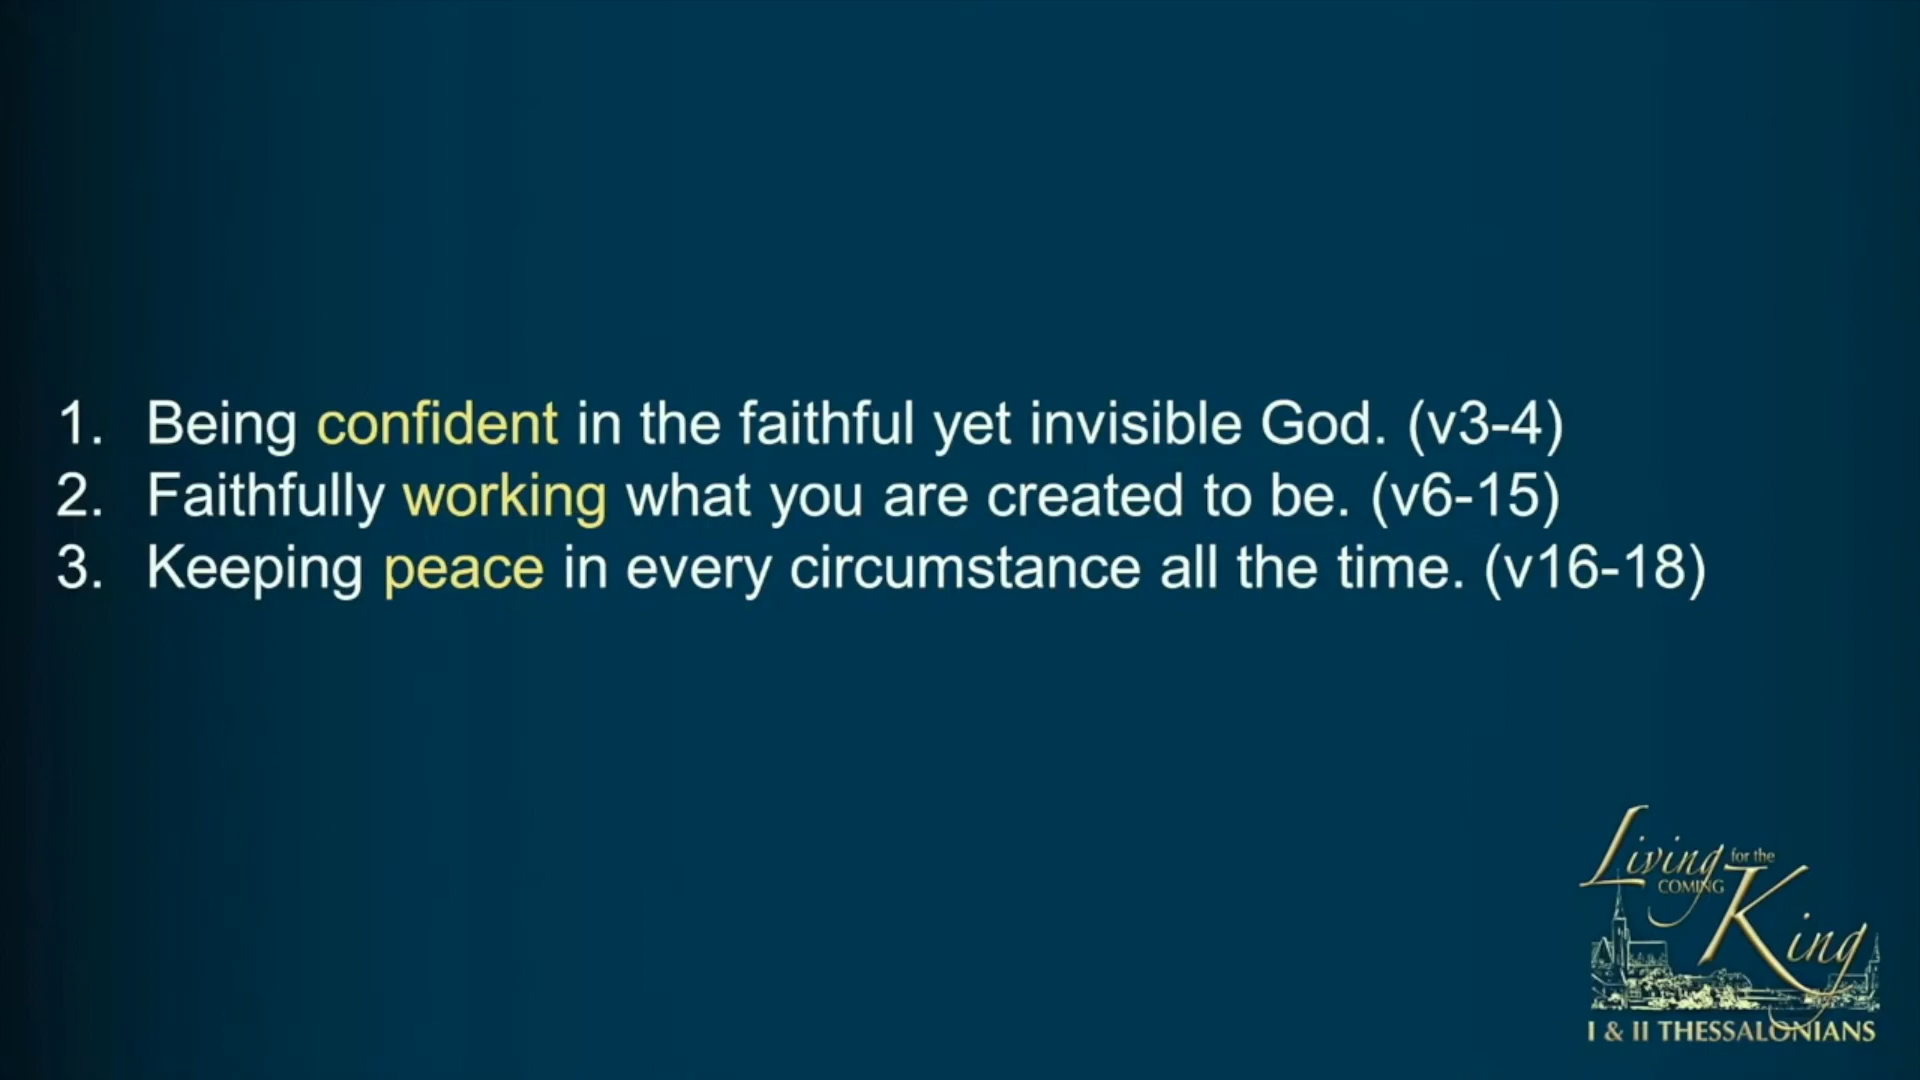 1. Being confident in the faithful yet invisible God. (v3-4)
2. Faithfully working what you are created to be. (v6-15)
3. Keeping peace in every circumstance all the time. (v16-18)
Living for the
COMING
King
I & II THESSALONIANS